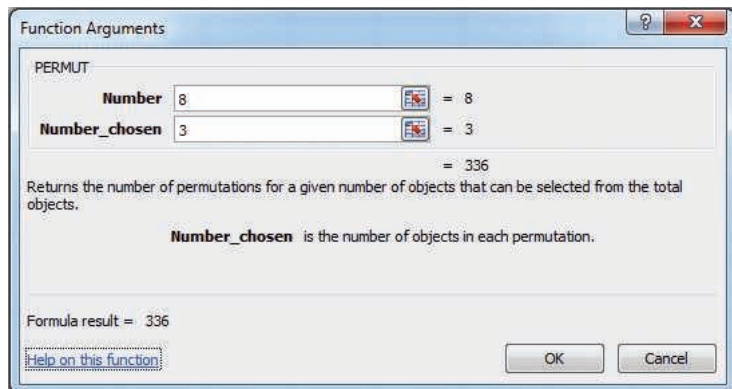 Function Arguments
?
X
PERMUT
Number 8 = 8
Number_chosen 3 = 3
= 336
Returns the number of permutations for a given number of objects that can be selected from the total
objects.
Number_chosen is the number of objects in each permutation.
Formula result = 336
Help on this function
OK Cancel